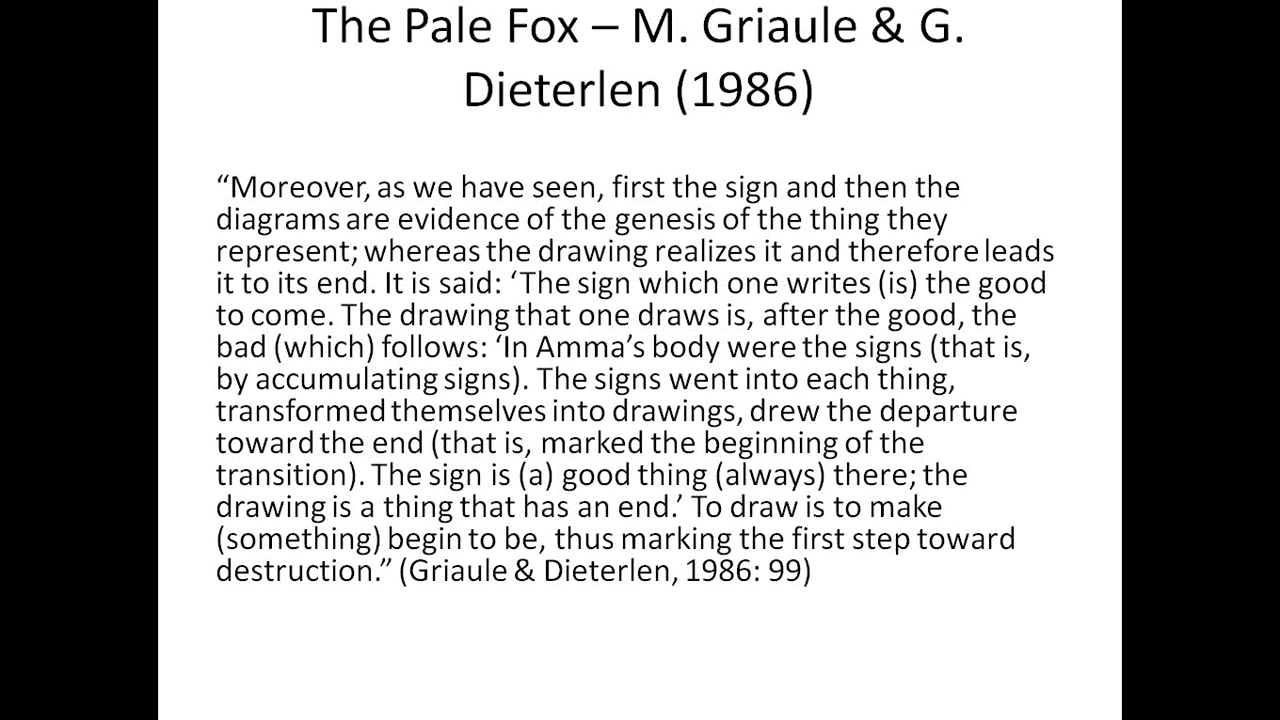 The Pale Fox – M. Griaule & G.
Dieterlen (1986)
“Moreover, as we have seen, first the sign and then the
diagrams are evidence of the genesis of the thing they
represent; whereas the drawing realizes it and therefore leads
it to its end. It is said: ‘The sign which one writes (is) the good
to come. The drawing that one draws is, after the good, the
bad (which) follows: ‘In Amma’s body were the signs (that is,
by accumulating signs). The signs went into each thing,
transformed themselves into drawings, drew the departure
toward the end (that is, marked the beginning of the
transition). The sign is (a) good thing (always) there; the
drawing is a thing that has an end.’ To draw is to make
(something) begin to be, thus marking the first step toward
destruction.” (Griaule & Dieterlen, 1986: 99)